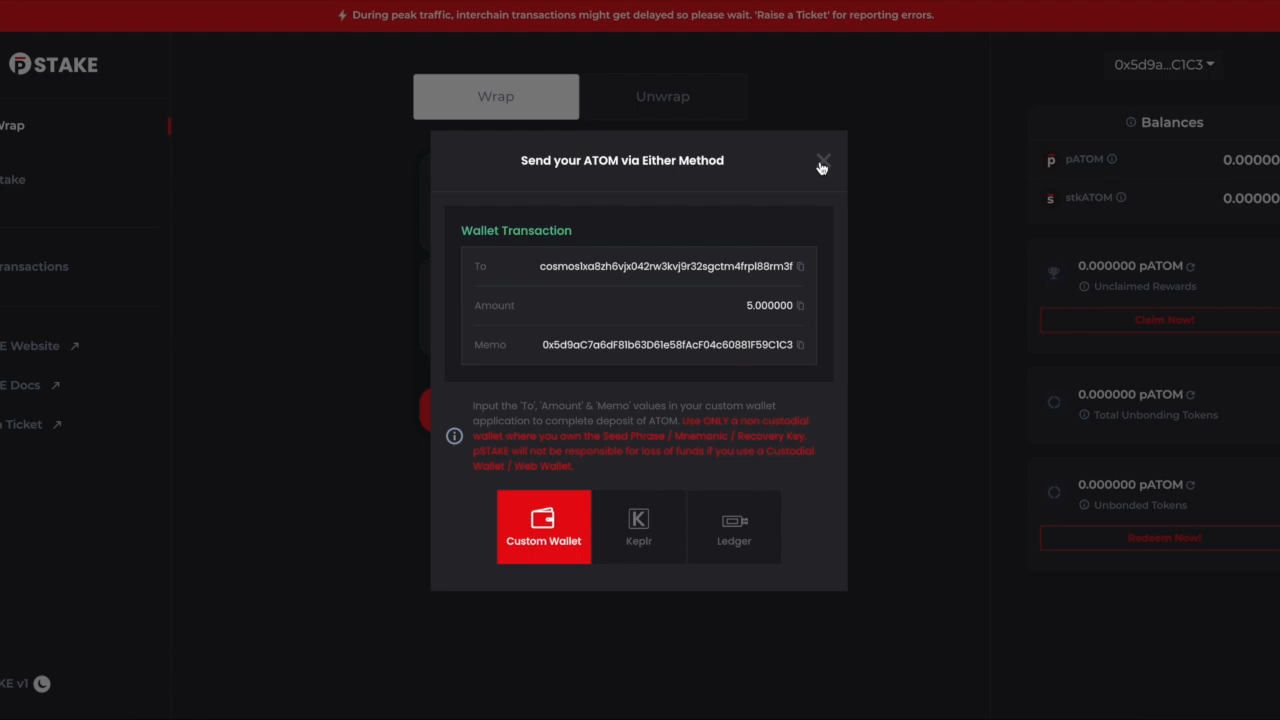 During peak traffic, interchain transactions might get delayed so please wait. 'Raise a Ticket' for reporting errors.
pSTAKE
Wrap
Unwrap
0x5d9a...C1C3
Wrap
take
ransactions
E Website
E Docs
a Ticket
KE v1
Send your ATOM via Either Method
Wallet Transaction
To cosmos1xa8zh6vjx042rw3kvj9r32sgctm4frpl88rm3f
Amount 5.000000
Memo 0x5d9aC7a6dF81b63D61e58fAcF04c60881F59C1C3
Input the 'To', 'Amount' & 'Memo' values in your custom wallet
application to complete deposit of ATOM. Use ONLY a non custodial
wallet where you own the Seed Phrase / Mnemonic / Recovery Key.
pSTAKE will not be responsible for loss of funds if you use a Custodial
Wallet / Web Wallet.
Custom Wallet
Keplr
Ledger
Balances
pATOM 0.00000
stkATOM 0.00000
0.000000 pATOM
Unclaimed Rewards
Claim Now!
0.000000 pATOM
Total Unbonding Tokens
0.000000 pATOM
Unbonded Tokens
Redeem Now!